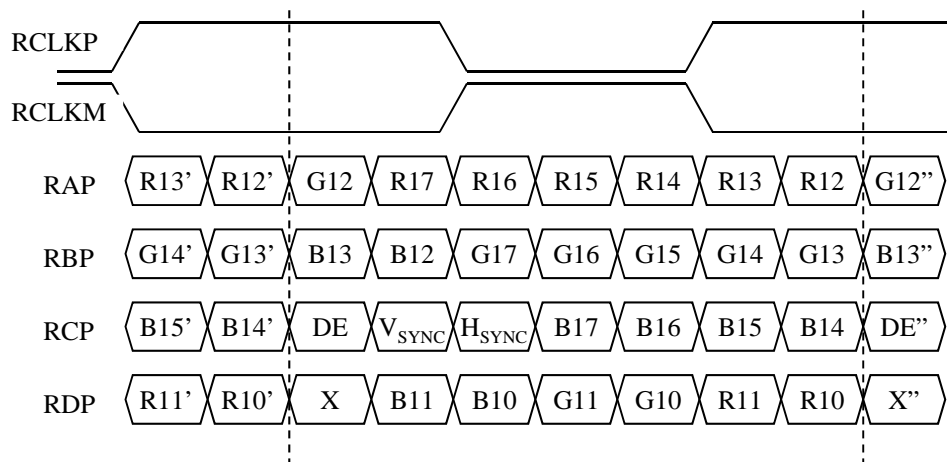 RCLKP
RCLKM
RAP R13’ R12’ G12 R17 R16 R15 R14 R13 R12 G12”
RBP G14’ G13’ B13 B12 G17 G16 G15 G14 G13 B13”
RCP B15’ B14’ DE VSYNC HSYNC B17 B16 B15 B14 DE”
RDP R11’ R10’ X B11 B10 G11 G10 R11 R10 X”